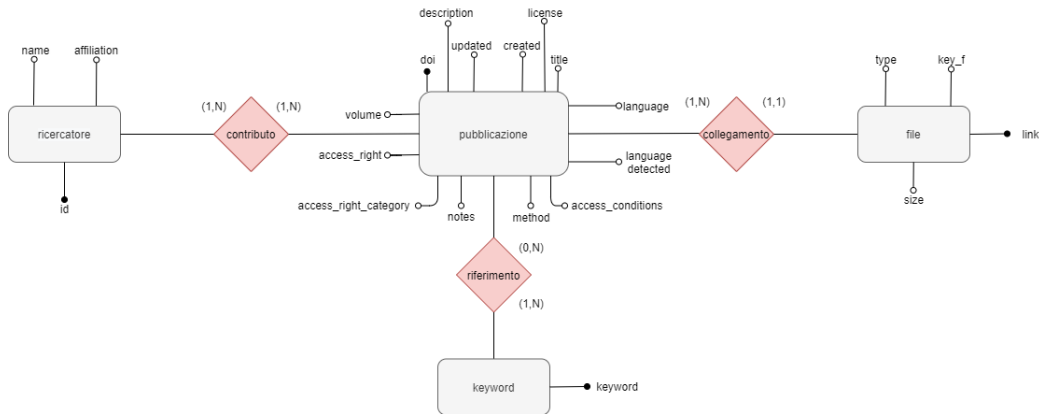 description
license
updated
created
name
affiliation
doi
title
type
key_f
volume
language
(1,N)
(1,N)
(1,N)
(1,1)
ricercatore
contributo
pubblicazione
collegamento
file
link
access_right
language
detected
id
access_right_category
notes
method
access_conditions
size
(0,N)
riferimento
(1,N)
keyword
keyword